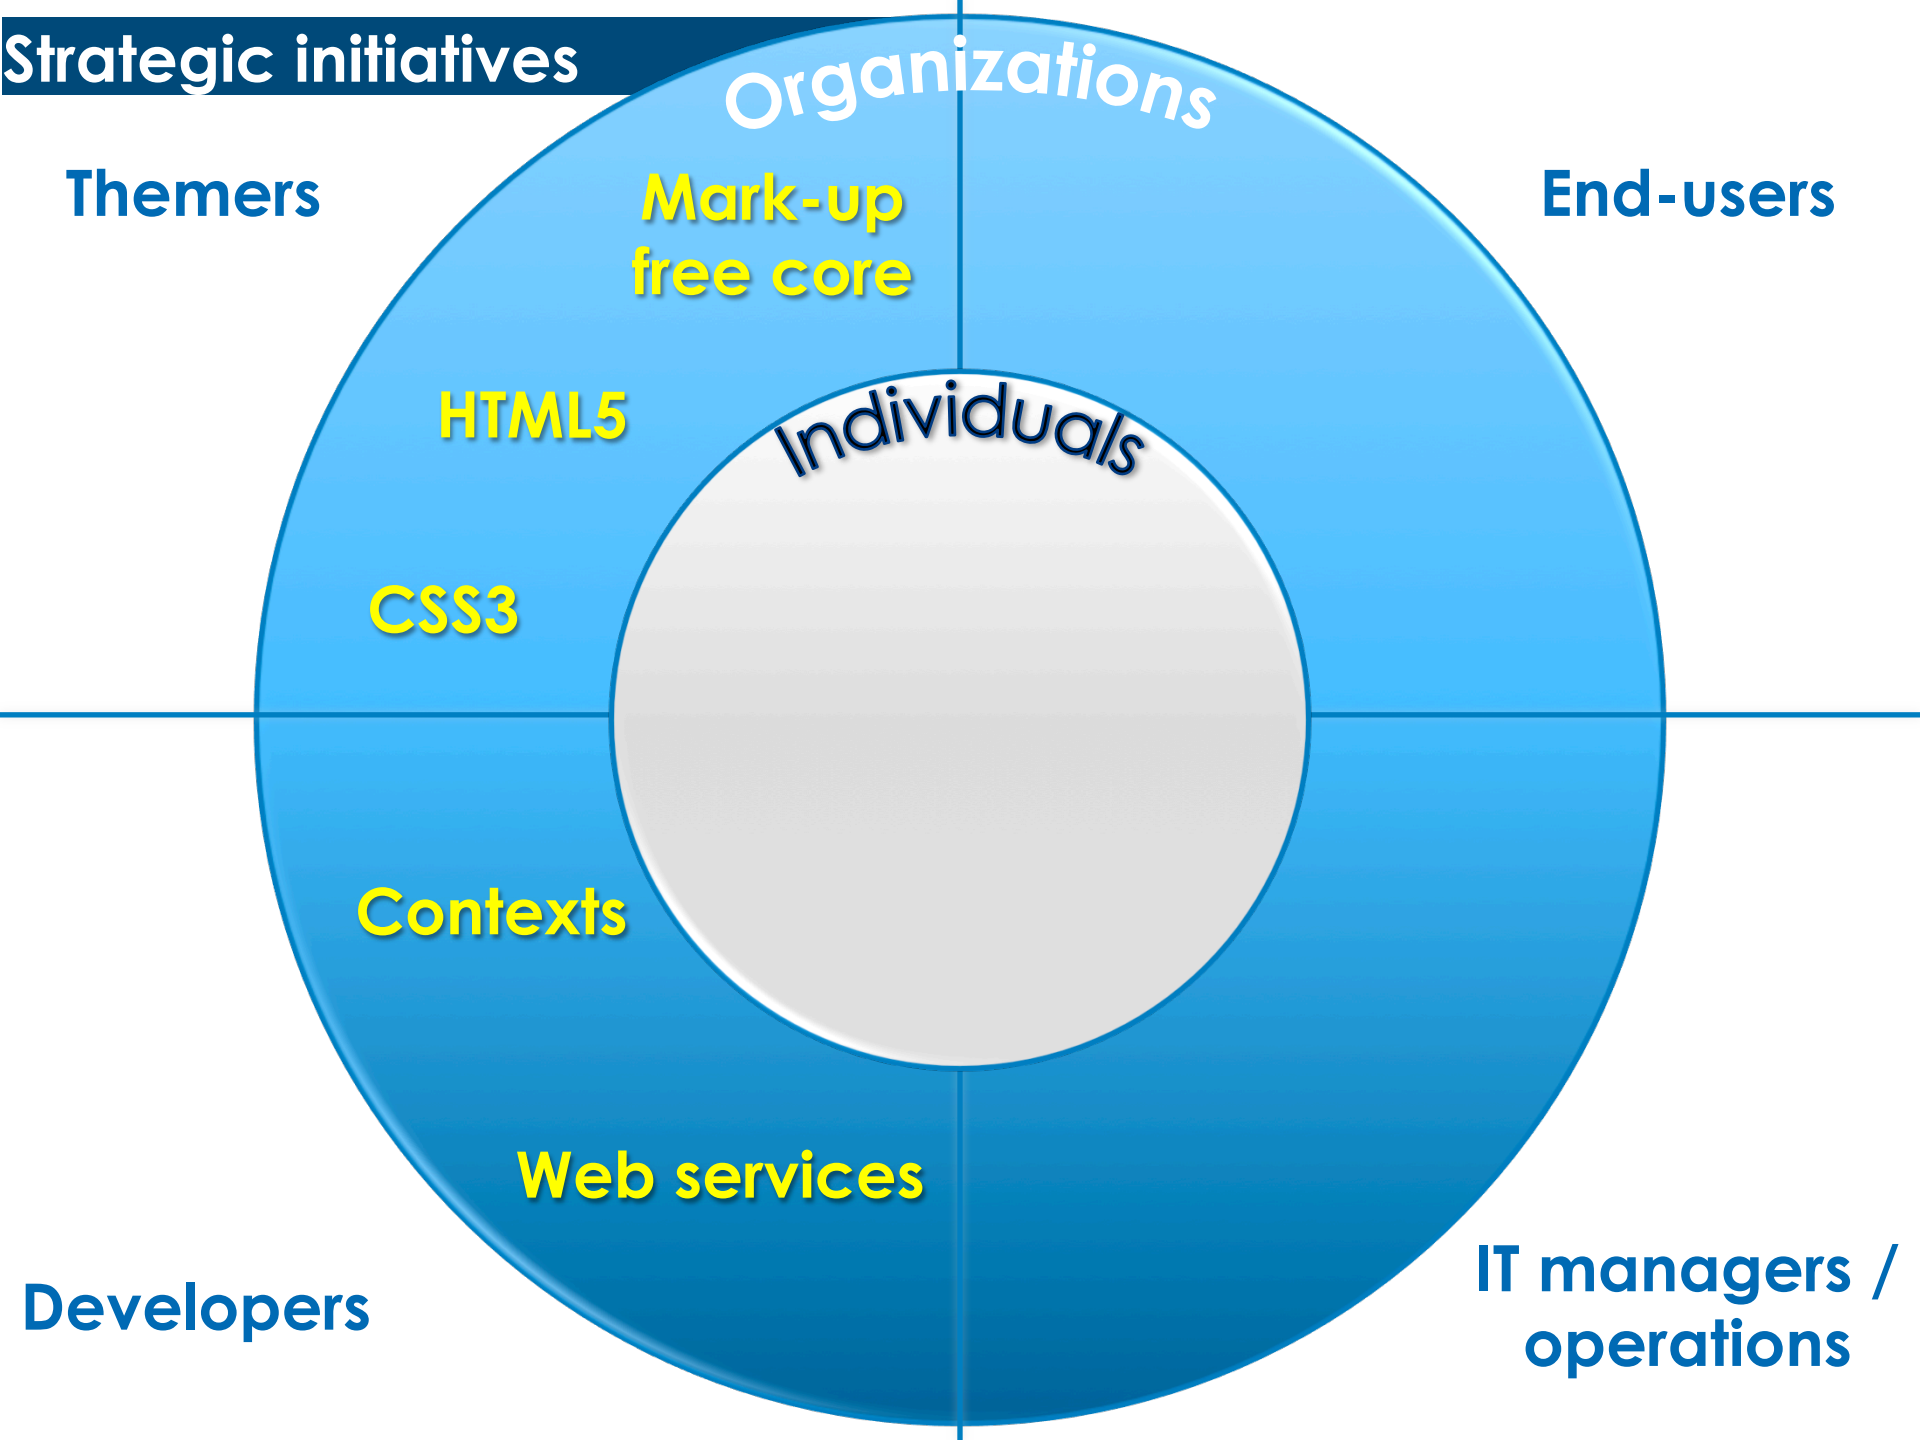 Strategic initiatives
Organizations
Themers
End-users
Mark-up
free core
HTML5
Individuals
CSS3
Contexts
Web services
Developers
IT managers /
operations